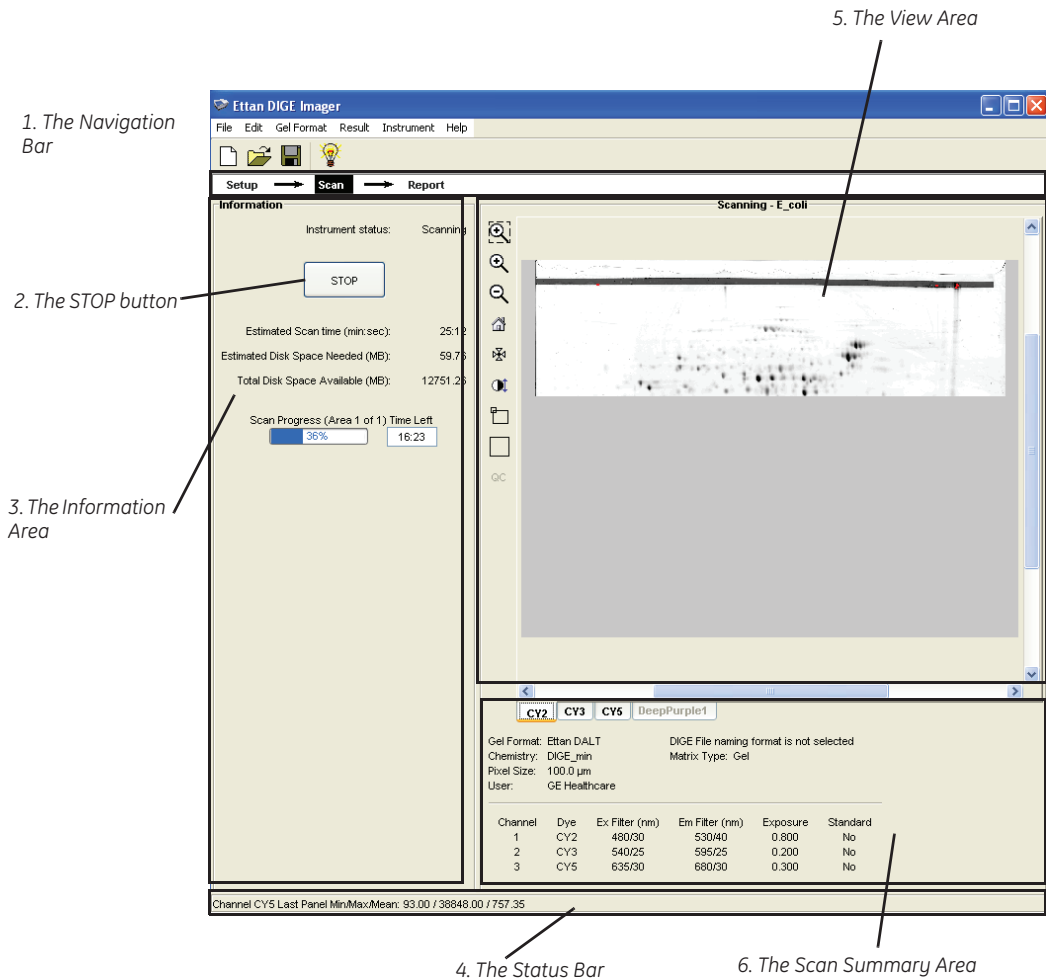 5. The View Area
1. The Navigation
Bar
Ettan DIGE Imager
File Edit Gel Format Result Instrument Help
Setup Scan Report
Information
Scanning - E_coli
Instrument status: Scanning
STOP
2. The STOP button
Estimated Scan time (min:sec): 25:12
Estimated Disk Space Needed (MB): 59.76
Total Disk Space Available (MB): 12751.26
Scan Progress (Area 1 of 1) Time Left
36% 16:23
QC
3. The Information
Area
CY2 CY3 CY5 DeepPurple1
Gel Format: Ettan DALT DIGE File naming format is not selected
Chemistry: DIGE_min Matrix Type: Gel
Pixel Size: 100.0 µm
User: GE Healthcare
Channel Dye Ex Filter (nm) Em Filter (nm) Exposure Standard
1 CY2 480/30 530/40 0.800 No
2 CY3 540/25 595/25 0.200 No
3 CY5 635/30 680/30 0.300 No
Channel CY5 Last Panel Min/Max/Mean: 93.00 / 38848.00 / 757.35
4. The Status Bar
6. The Scan Summary Area